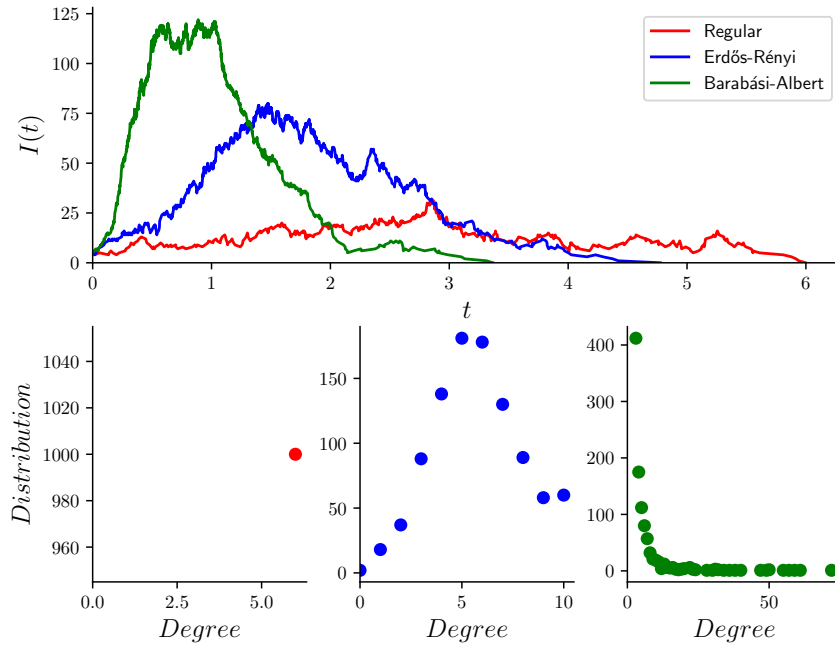 125
100
75
50
25
0
I(t)
Regular
Erdős-Rényi
Barabási-Albert
0 1 2 3 4 5 6
t
1040
1020
1000
980
960
Distribution
0.0 2.5 5.0
Degree
150
100
50
0
0 5 10
Degree
400
300
200
100
0
0 50
Degree